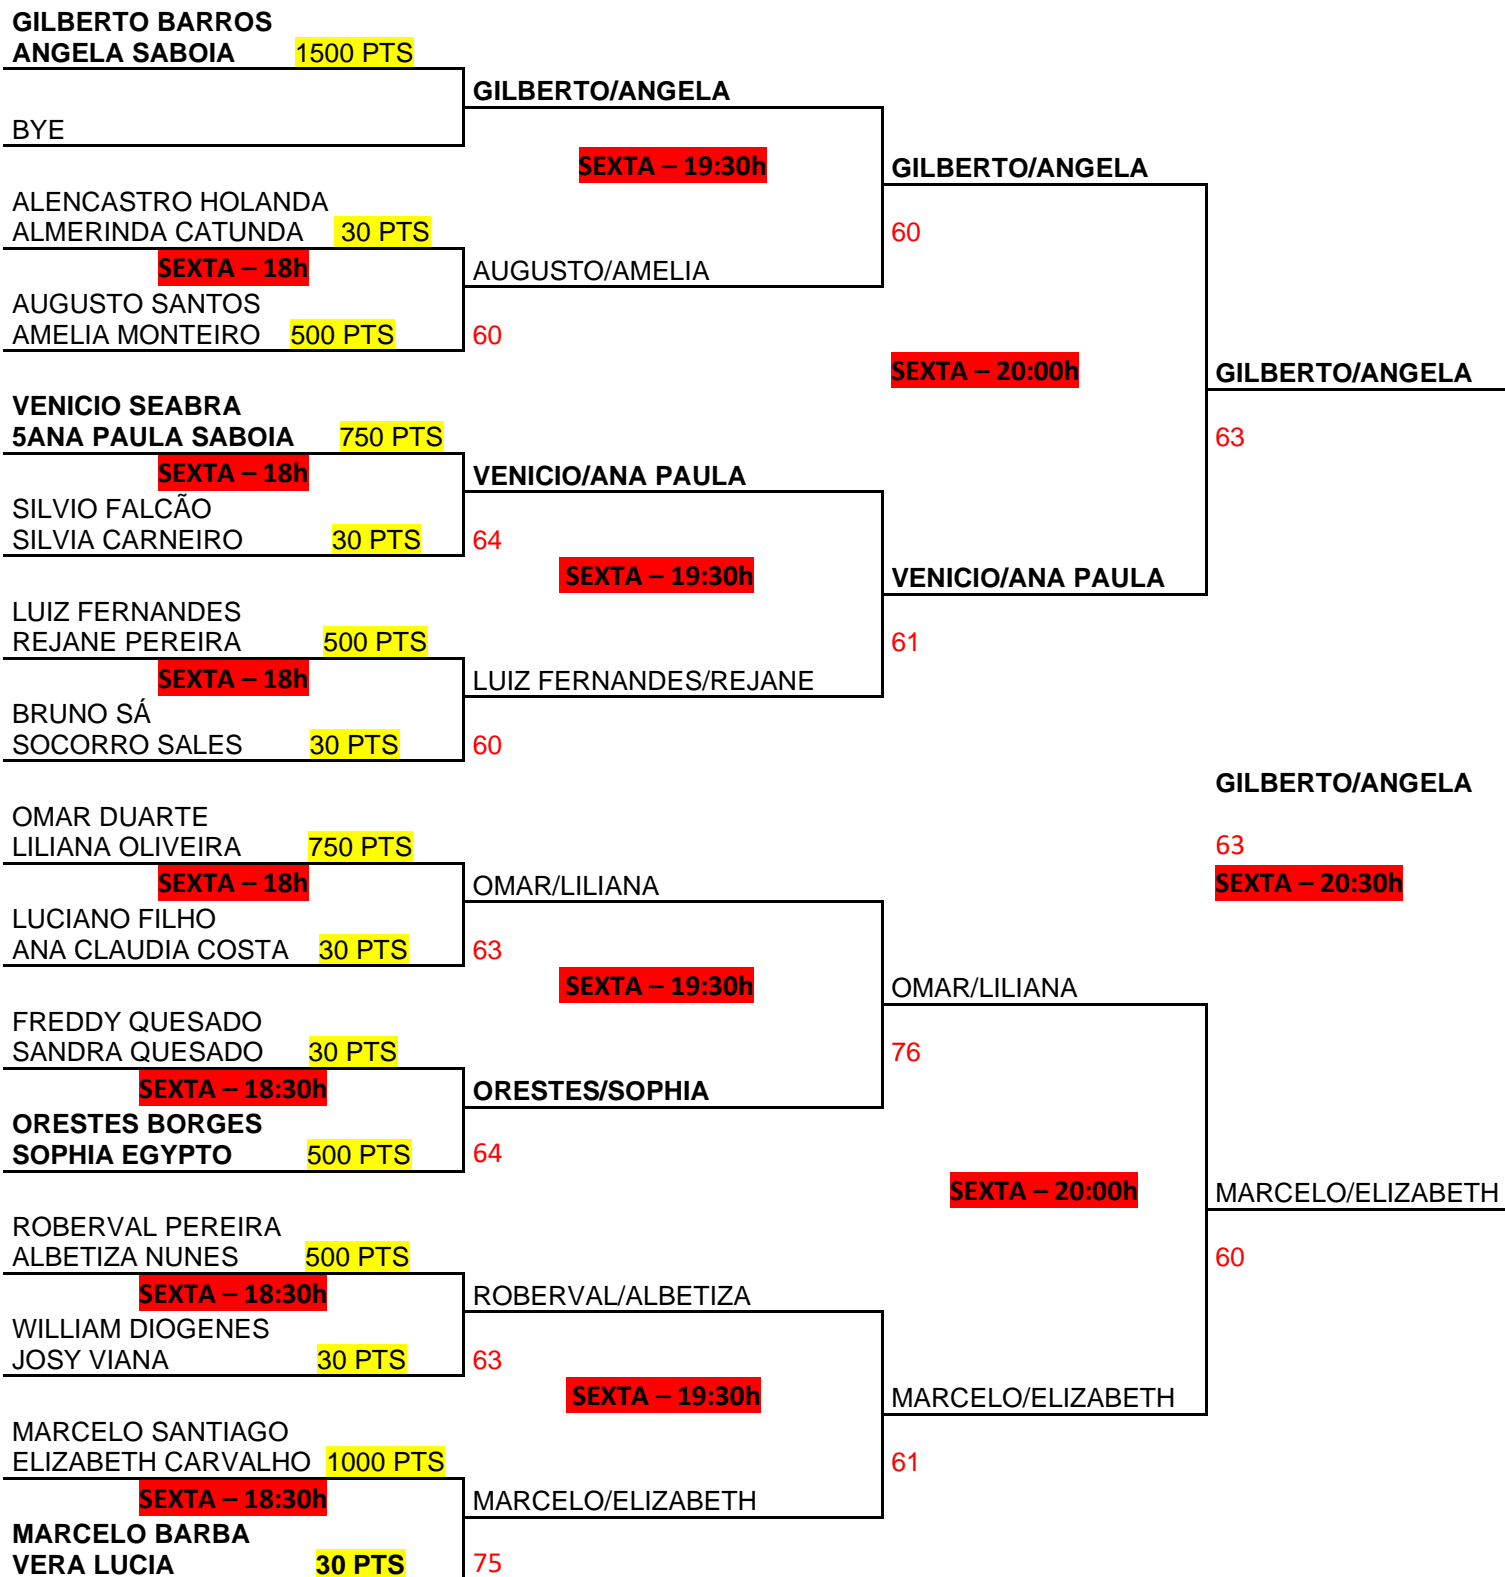 GILBERTO BARROS
ANGELA SABOIA 1500 PTS
GILBERTO/ANGELA
BYE
SEXTA – 19:30h
GILBERTO/ANGELA
ALENCASTRO HOLANDA
ALMERINDA CATUNDA 30 PTS
60
SEXTA – 18h
AUGUSTO/AMELIA
AUGUSTO SANTOS
AMELIA MONTEIRO 500 PTS
60
SEXTA – 20:00h
GILBERTO/ANGELA
VENICIO SEABRA
5ANA PAULA SABOIA 750 PTS
63
SEXTA – 18h
VENICIO/ANA PAULA
SILVIO FALCÃO
SILVIA CARNEIRO 30 PTS
64
SEXTA – 19:30h
VENICIO/ANA PAULA
LUIZ FERNANDES
REJANE PEREIRA 500 PTS
61
SEXTA – 18h
LUIZ FERNANDES/REJANE
BRUNO SÁ
SOCORRO SALES 30 PTS
60
GILBERTO/ANGELA
OMAR DUARTE
LILIANA OLIVEIRA 750 PTS
63
SEXTA – 18h
OMAR/LILIANA
SEXTA – 20:30h
LUCIANO FILHO
ANA CLAUDIA COSTA 30 PTS
63
SEXTA – 19:30h
OMAR/LILIANA
FREDDY QUESADO
SANDRA QUESADO 30 PTS
76
SEXTA – 18:30h
ORESTES/SOPHIA
ORESTES BORGES
SOPHIA EGYPTO 500 PTS
64
SEXTA – 20:00h
MARCELO/ELIZABETH
ROBERVAL PEREIRA
ALBETIZA NUNES 500 PTS
60
SEXTA – 18:30h
ROBERVAL/ALBETIZA
WILLIAM DIOGENES
JOSY VIANA 30 PTS
63
SEXTA – 19:30h
MARCELO/ELIZABETH
MARCELO SANTIAGO
ELIZABETH CARVALHO 1000 PTS
61
SEXTA – 18:30h
MARCELO/ELIZABETH
MARCELO BARBA
VERA LUCIA 30 PTS
75